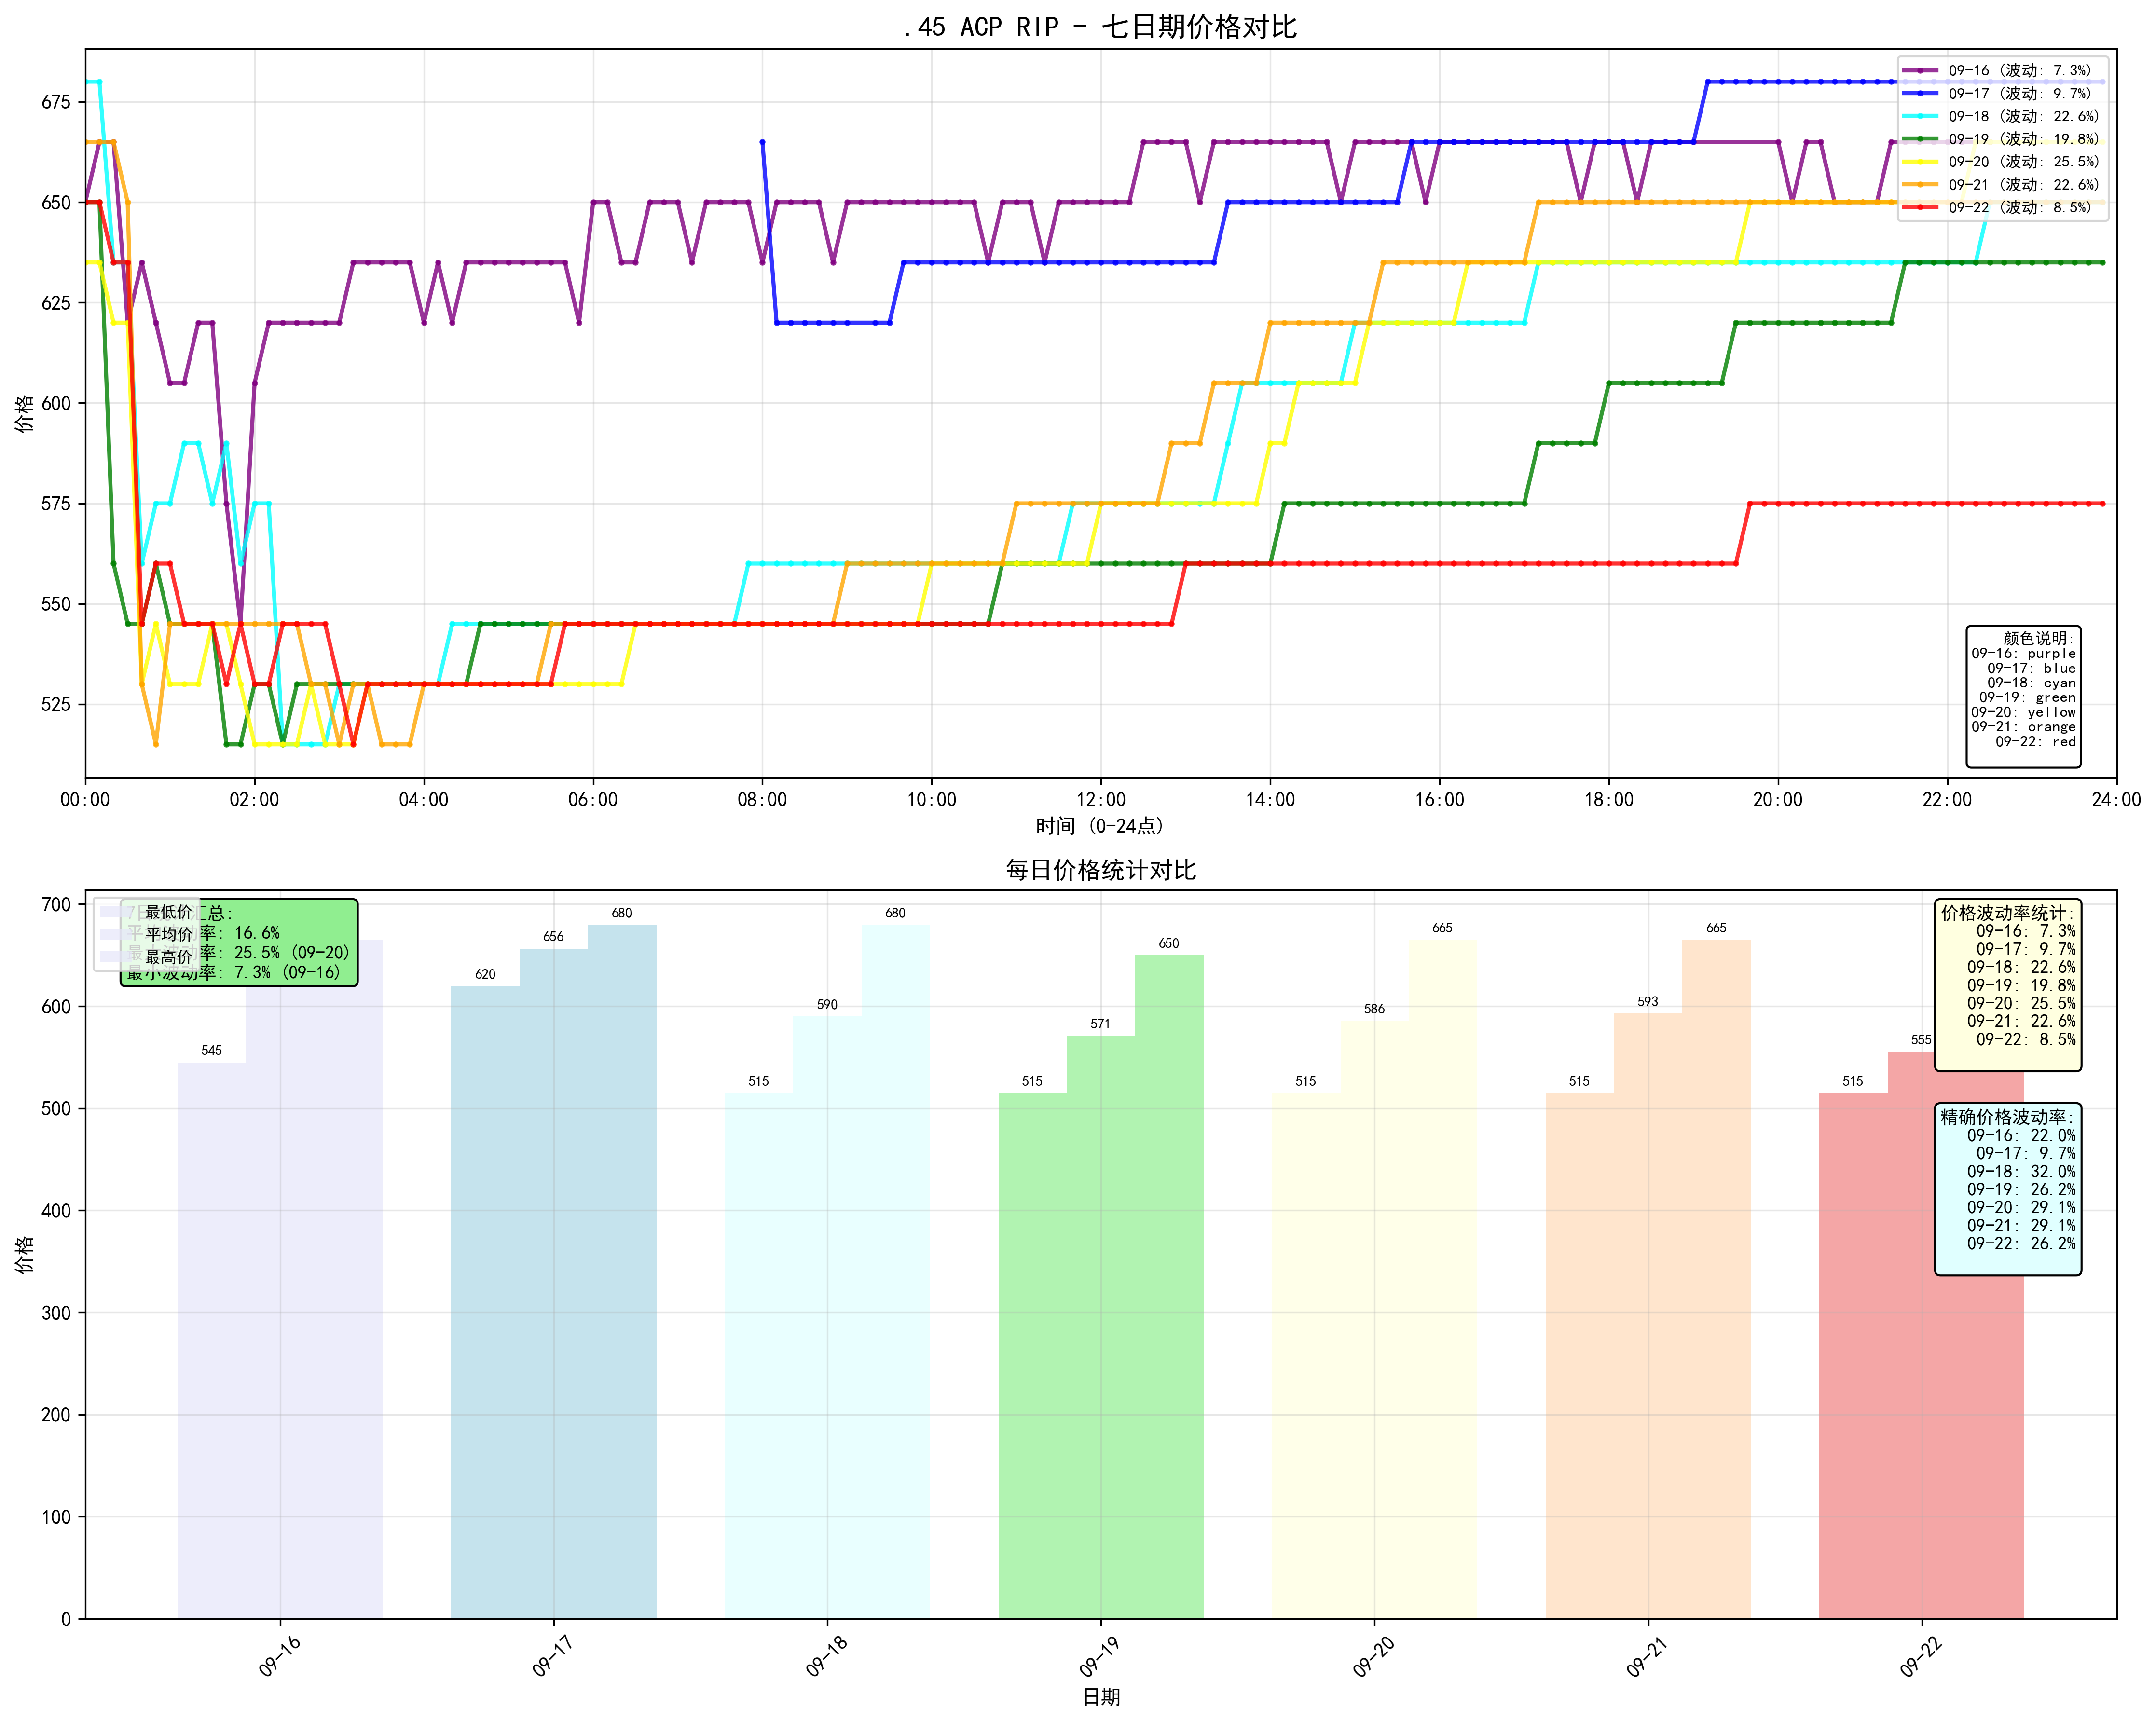 .45 ACP RIP - 七日期价格对比
价格
675
650
625
600
575
550
525
09-16 (波动: 7.3%)
09-17 (波动: 9.7%)
09-18 (波动: 22.6%)
09-19 (波动: 19.8%)
09-20 (波动: 25.5%)
09-21 (波动: 22.6%)
09-22 (波动: 8.5%)
颜色说明:
09-16: purple
09-17: blue
09-18: cyan
09-19: green
09-20: yellow
09-21: orange
09-22: red
00:00 02:00 04:00 06:00 08:00 10:00 12:00 14:00 16:00 18:00 20:00 22:00 24:00
时间 (0-24点)
每日价格统计对比
价格
700
600
500
400
300
200
100
0
最低价
平均价
最高价
汇总:
率: 16.6%
率: 25.5% (09-20)
最小波动率: 7.3% (09-16)
545
620 656 680
515 590 680
515 571 650
515 586 665
515 593 665
515 555
价格波动率统计:
09-16: 7.3%
09-17: 9.7%
09-18: 22.6%
09-19: 19.8%
09-20: 25.5%
09-21: 22.6%
09-22: 8.5%
精确价格波动率:
09-16: 22.0%
09-17: 9.7%
09-18: 32.0%
09-19: 26.2%
09-20: 29.1%
09-21: 29.1%
09-22: 26.2%
09-16 09-17 09-18 09-19 09-20 09-21 09-22
日期